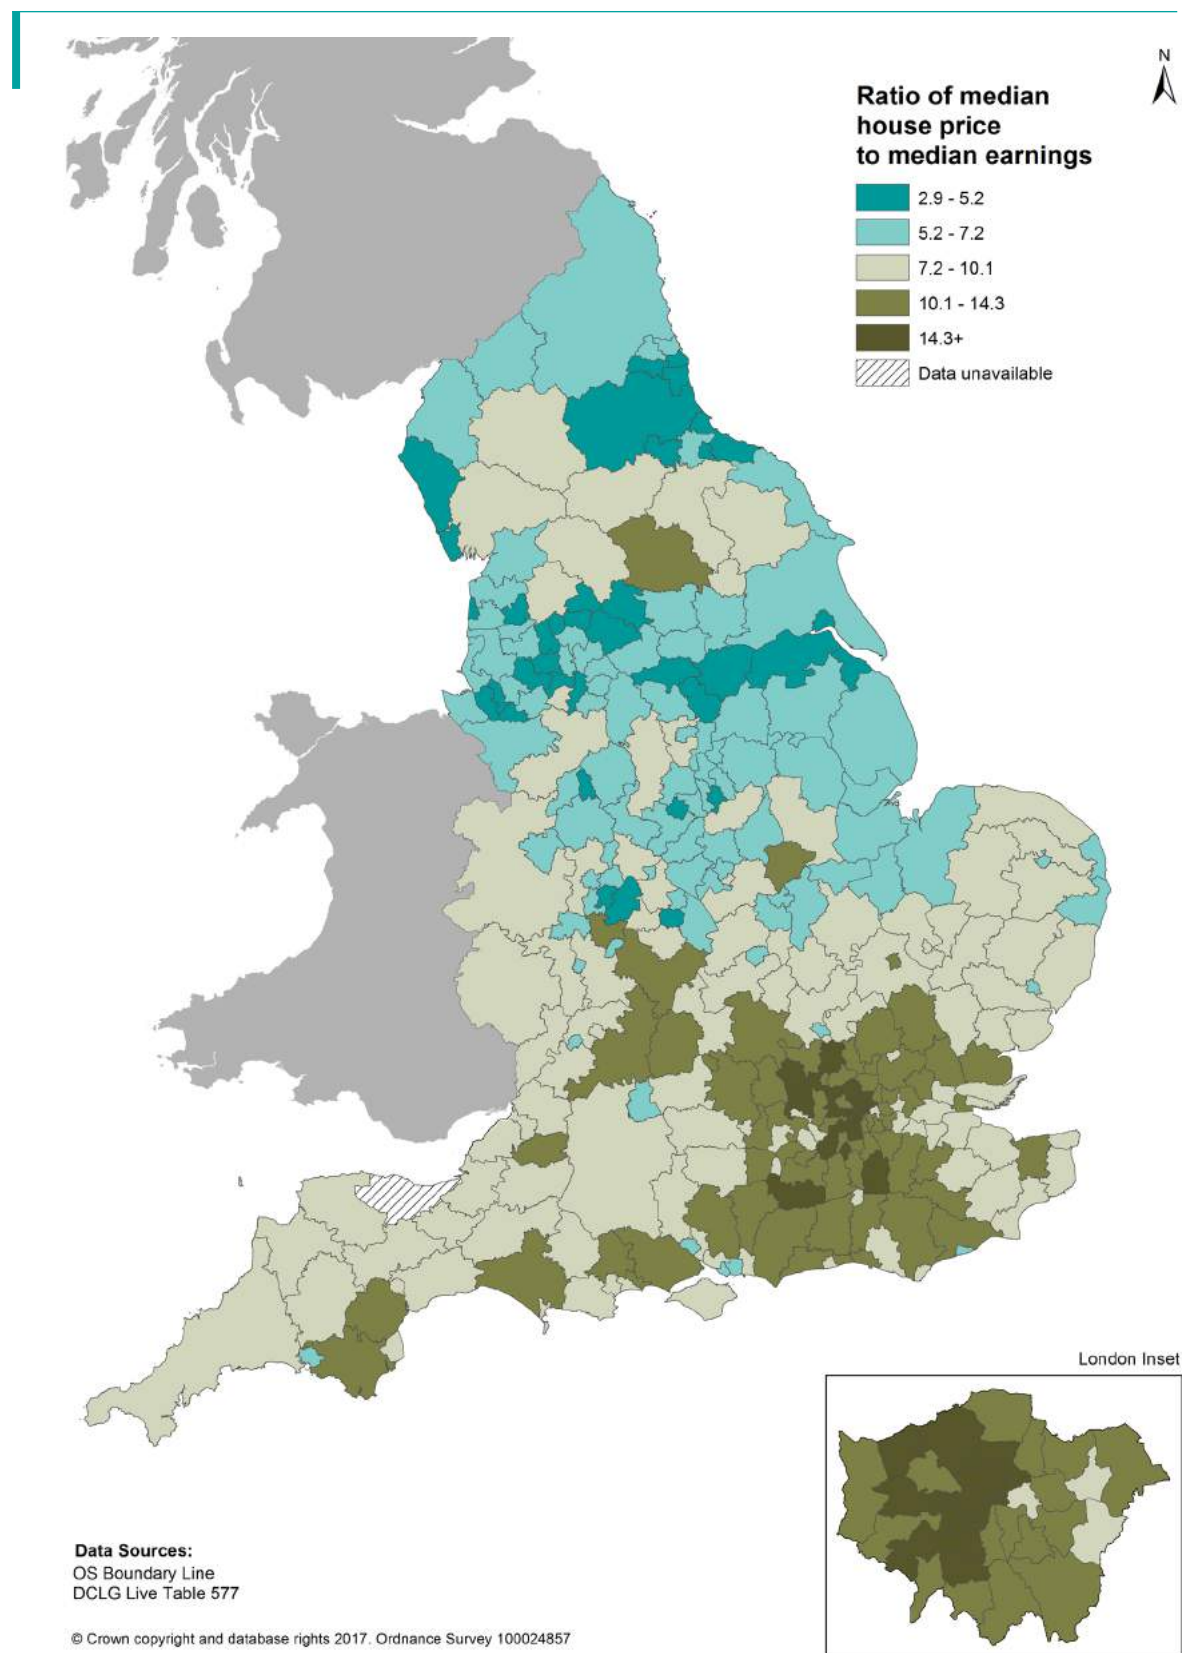 N
Ratio of median
house price
to median earnings
2.9 - 5.2
5.2 - 7.2
7.2 - 10.1
10.1 - 14.3
14.3+
Data unavailable
London Inset
Data Sources:
OS Boundary Line
DCLG Live Table 577
© Crown copyright and database rights 2017. Ordnance Survey 100024857